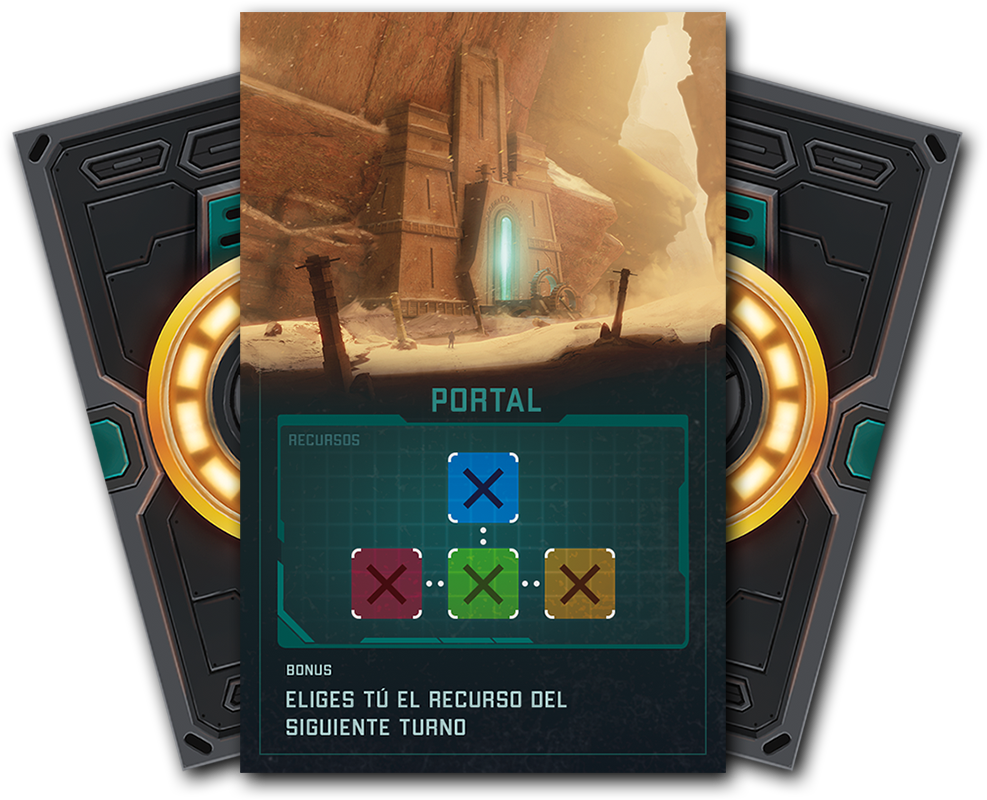 PORTAL
RECURSOS
BONUS
ELIGES TÚ EL RECURSO DEL
SIGUIENTE TURNO